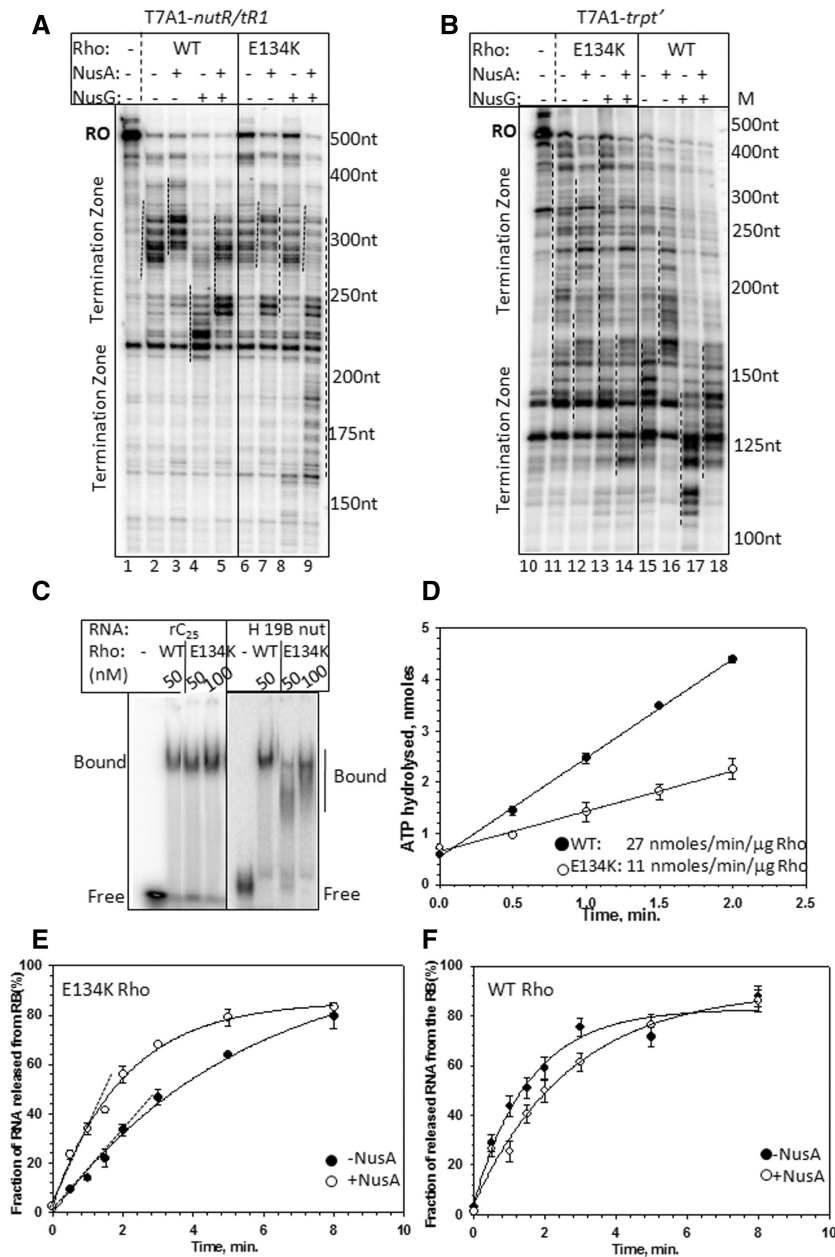 A
T7A1-nutR/tR1
Rho: - WT E134K
NusA: - - + - + - + - +
NusG: - - - + + - - + +
RO
500nt
400nt
300nt
250nt
200nt
175nt
150nt
Termination Zone
Termination Zone
1 2 3 4 5 6 7 8 9
B
T7A1-trpt’
Rho: - E134K WT
NusA: - - + - + - + - +
NusG: - - - + + - - + + M
RO
500nt
400nt
300nt
250nt
200nt
150nt
125nt
100nt
Termination Zone
Termination Zone
10 11 12 13 14 15 16 17 18
C
RNA: rC25 H 19B nut
Rho: - WT E134K - WT E134K
(nM) 50 50 100 50 50 100
Bound
Bound
Free
Free
D
ATP hydrolysed, nmoles
5
4
3
2
1
0
WT: 27 nmoles/min/µg Rho
E134K: 11 nmoles/min/µg Rho
0.0 0.5 1.0 1.5 2.0 2.5
Time, min.
E
Fraction of RNA released from RB(%)
100
80
60
40
20
0
E134K Rho
-NusA
+NusA
0 2 4 6 8 10
Time, min.
F
Fraction of released RNA from the RB(%)
100
80
60
40
20
0
WT Rho
-NusA
+NusA
0 2 4 6 8 10
Time, min.